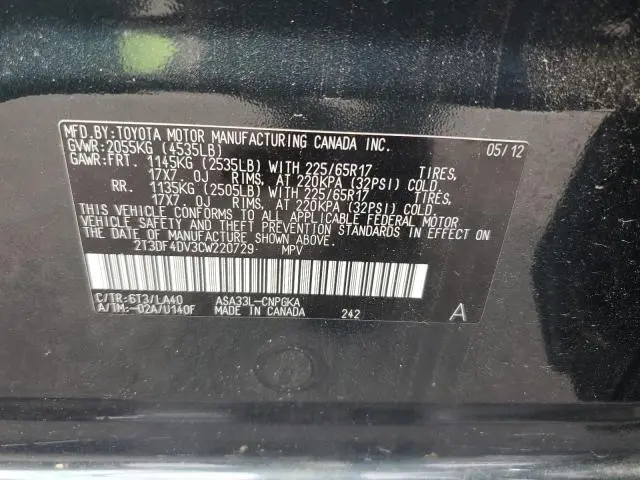 MFD.BY:TOYOTA MOTOR MANUFACTURING CANADA INC. 05/12
GVWR:2055KG (4535LB)
GAWR:FRT. 1145KG (2535LB) WITH 225/65R17 TIRES,
17X7. 0J RIMS, AT 220KPA (32PSI) COLD.
RR. 1135KG (2505LB) WITH 225/65R17 TIRES,
17X7. 0J RIMS, AT 220KPA (32PSI) COLD.
THIS VEHICLE CONFORMS TO ALL APPLICABLE FEDERAL MOTOR
VEHICLE SAFETY AND THEFT PREVENTION STANDARDS IN EFFECT ON
THE DATE OF MANUFACTURE SHOWN ABOVE.
2T3DF4DV3CW220729 MPV
C/TR:6T3/LA40 ASA33L-CNPGKA
A/TM:-02A/U140F MADE IN CANADA 242 A